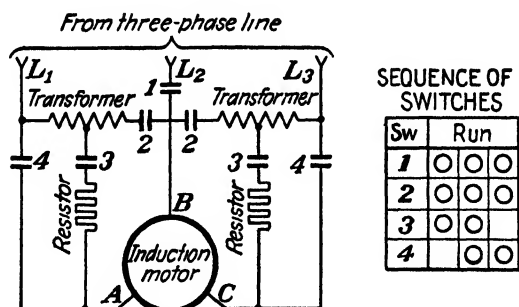 From three-phase line
L1 L2 L3
1
Transformer Transformer
2 2
4 3 3 4
Resistor Resistor
B
Induction
motor
A C
SEQUENCE OF
SWITCHES
Sw Run
1 O O O
2 O O O
3 O O
4 O O